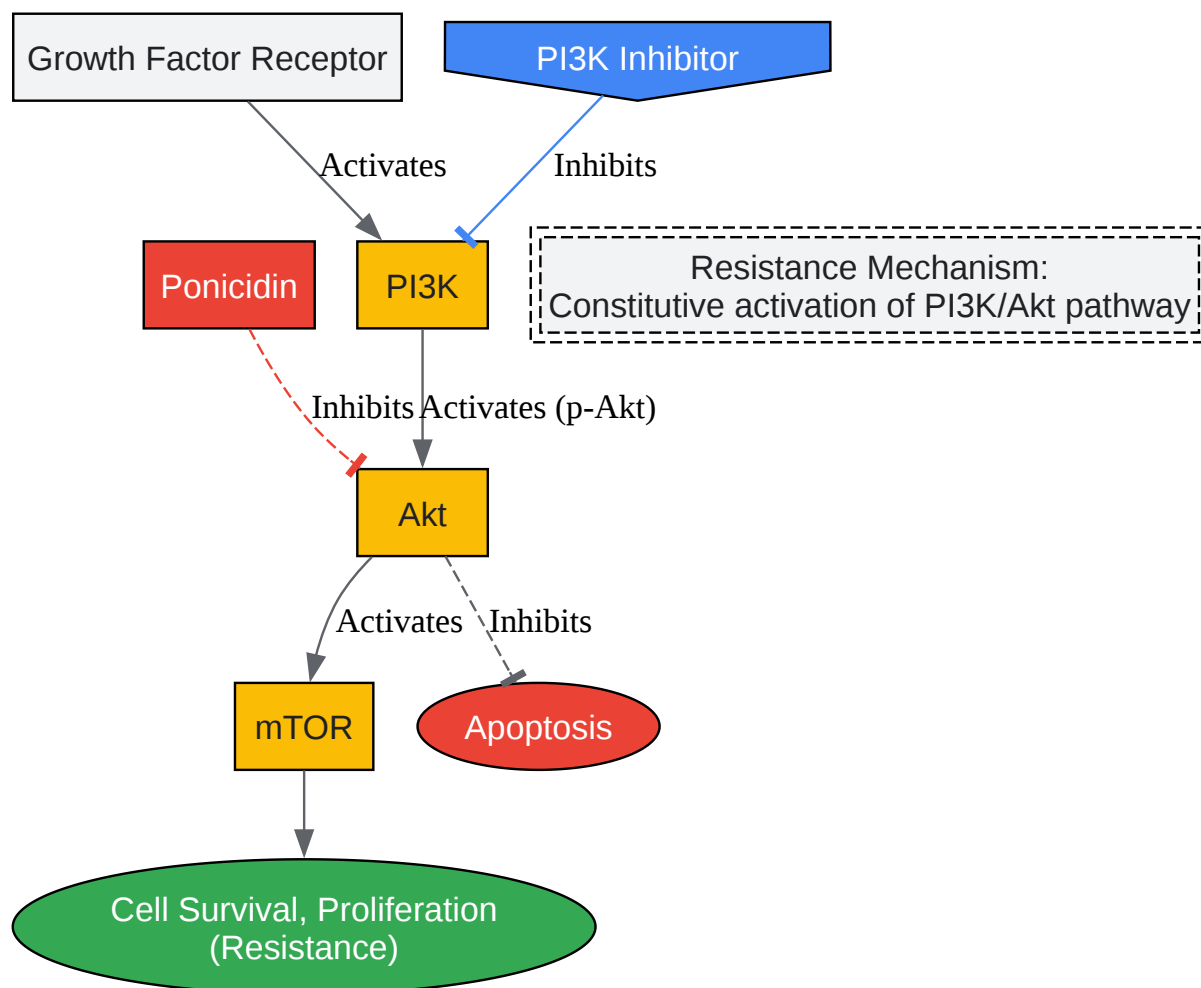 Growth Factor Receptor
PI3K Inhibitor
Activates
Inhibits
Ponicidin
PI3K
Resistance Mechanism:
Constitutive activation of PI3K/Akt pathway
Inhibits
Activates (p-Akt)
Akt
Activates
Inhibits
mTOR
Apoptosis
Cell Survival, Proliferation
(Resistance)